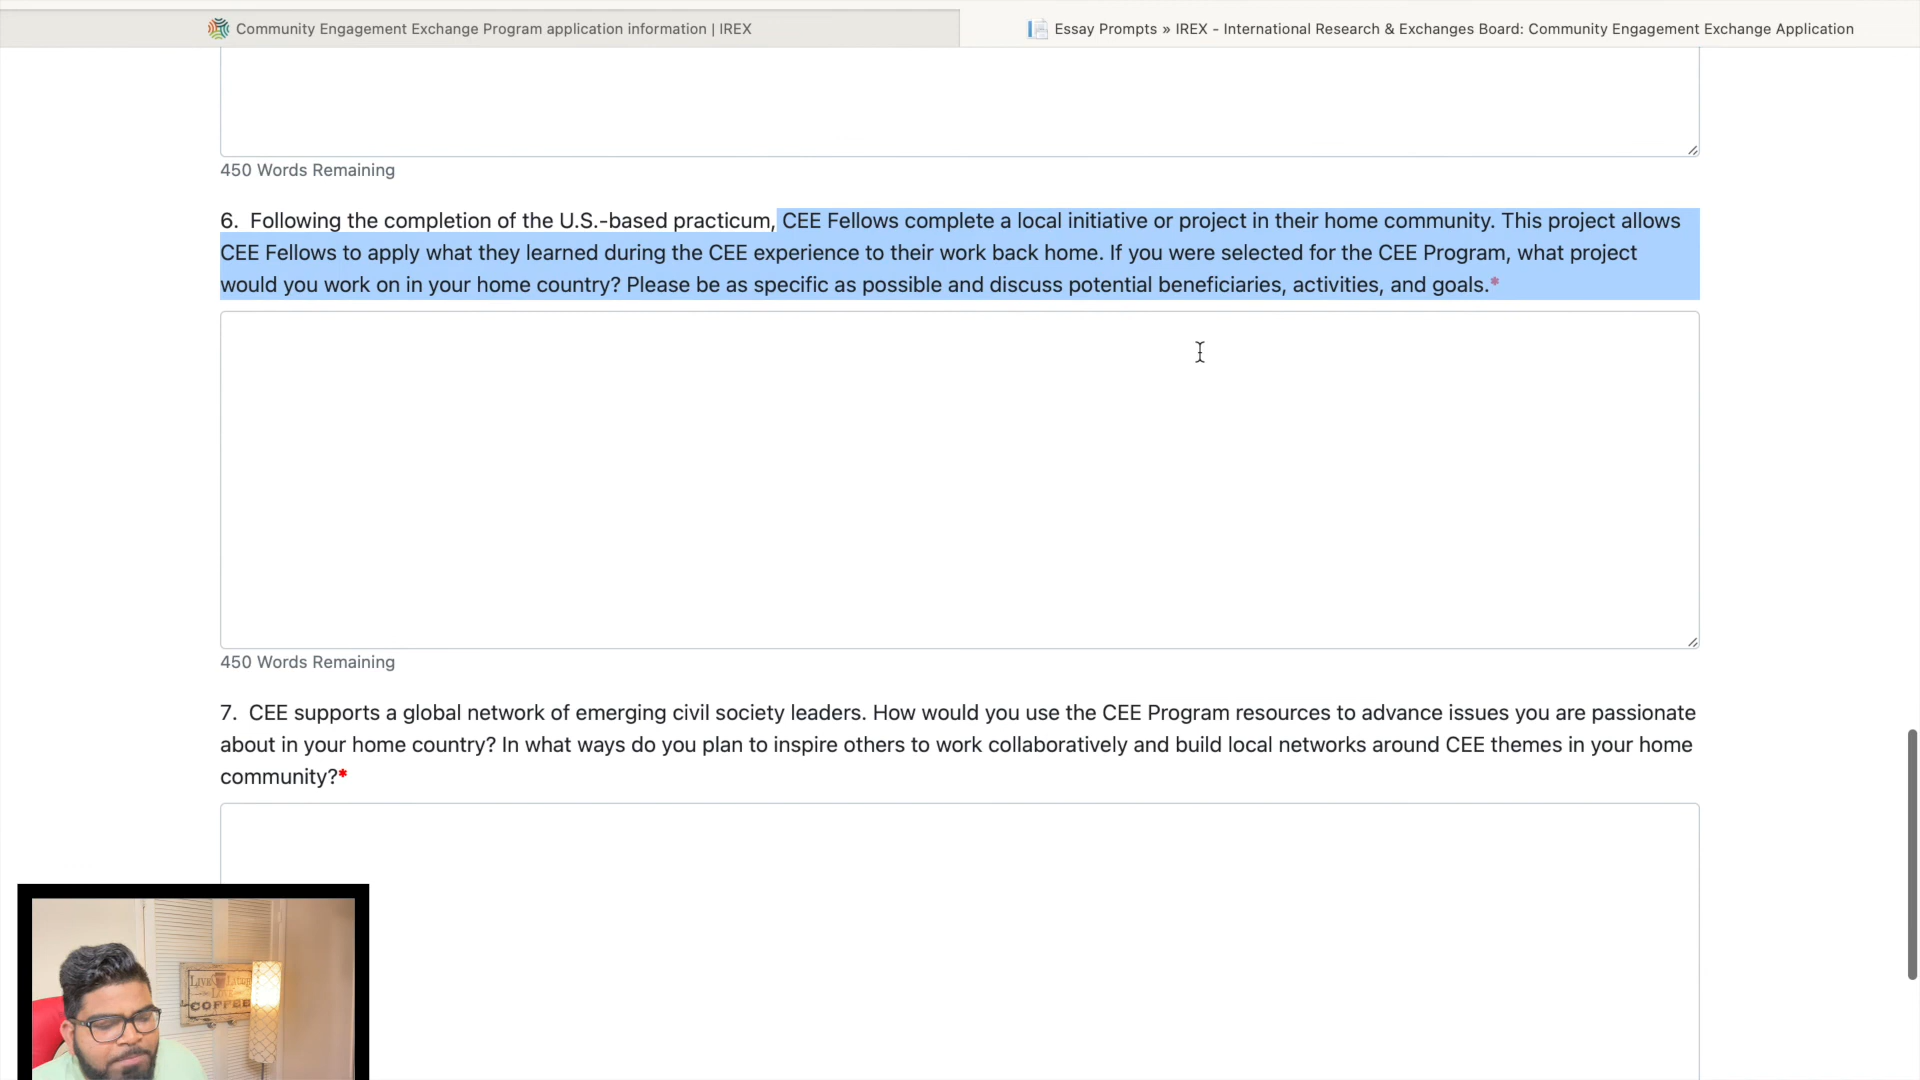 Community Engagement Exchange Program application information | IREX
Essay Prompts » IREX - International Research & Exchanges Board: Community Engagement Exchange Application
450 Words Remaining
6. Following the completion of the U.S.-based practicum, CEE Fellows complete a local initiative or project in their home community. This project allows
CEE Fellows to apply what they learned during the CEE experience to their work back home. If you were selected for the CEE Program, what project
would you work on in your home country? Please be as specific as possible and discuss potential beneficiaries, activities, and goals.*
450 Words Remaining
7. CEE supports a global network of emerging civil society leaders. How would you use the CEE Program resources to advance issues you are passionate
about in your home country? In what ways do you plan to inspire others to work collaboratively and build local networks around CEE themes in your home
community?*
COFFEE